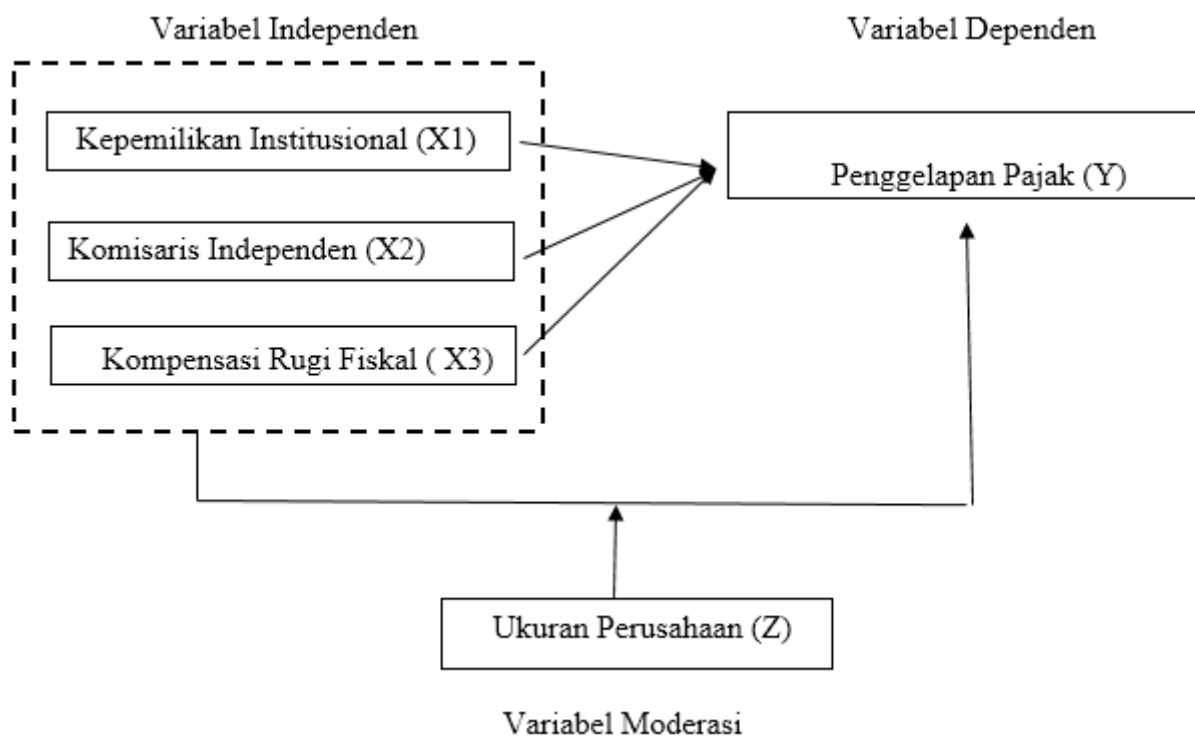 Variabel Independen
Variabel Dependen
Kepemilikan Institusional (X1)
Penggelapan Pajak (Y)
Komisaris Independen (X2)
Kompensasi Rugi Fiskal ( X3)
Ukuran Perusahaan (Z)
Variabel Moderasi